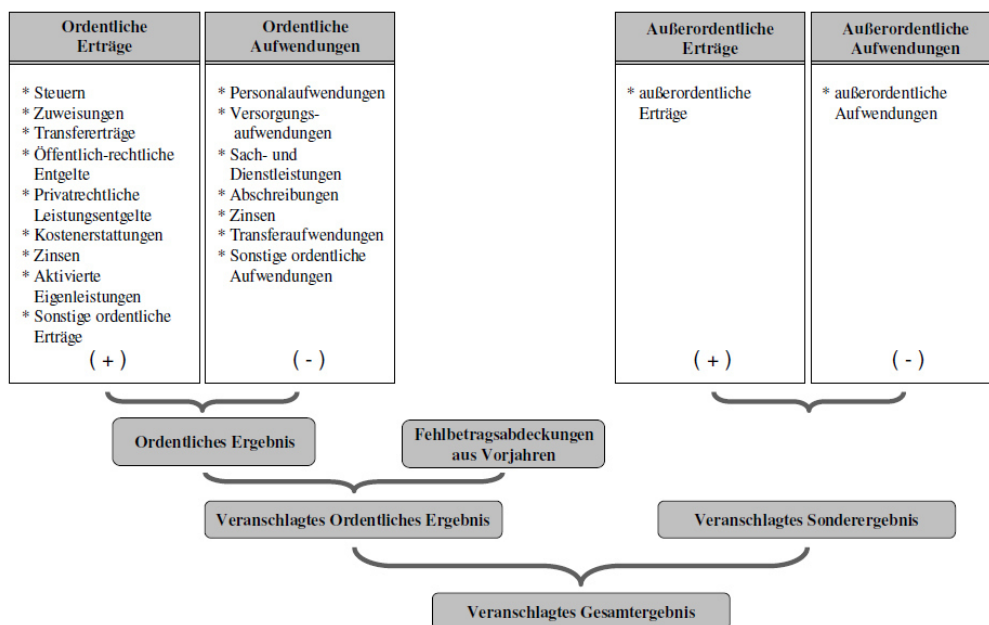 Ordentliche
Erträge
* Steuern
* Zuweisungen
* Transfererträge
* Öffentlich-rechtliche
Entgelte
* Privatrechtliche
Leistungsentgelte
* Kostenerstattungen
* Zinsen
* Aktivierte
Eigenleistungen
* Sonstige ordentliche
Erträge
( + )
Ordentliche
Aufwendungen
* Personalaufwendungen
* Versorgungs-
aufwendungen
* Sach- und
Dienstleistungen
* Abschreibungen
* Zinsen
* Transferaufwendungen
* Sonstige ordentliche
Aufwendungen
( - )
Außerordentliche
Erträge
* außerordentliche
Erträge
( + )
Außerordentliche
Aufwendungen
* außerordentliche
Aufwendungen
( - )
Ordentliches Ergebnis
Fehlbetragsabdeckungen
aus Vorjahren
Veranschlagtes Ordentliches Ergebnis
Veranschlagtes Sonderergebnis
Veranschlagtes Gesamtergebnis